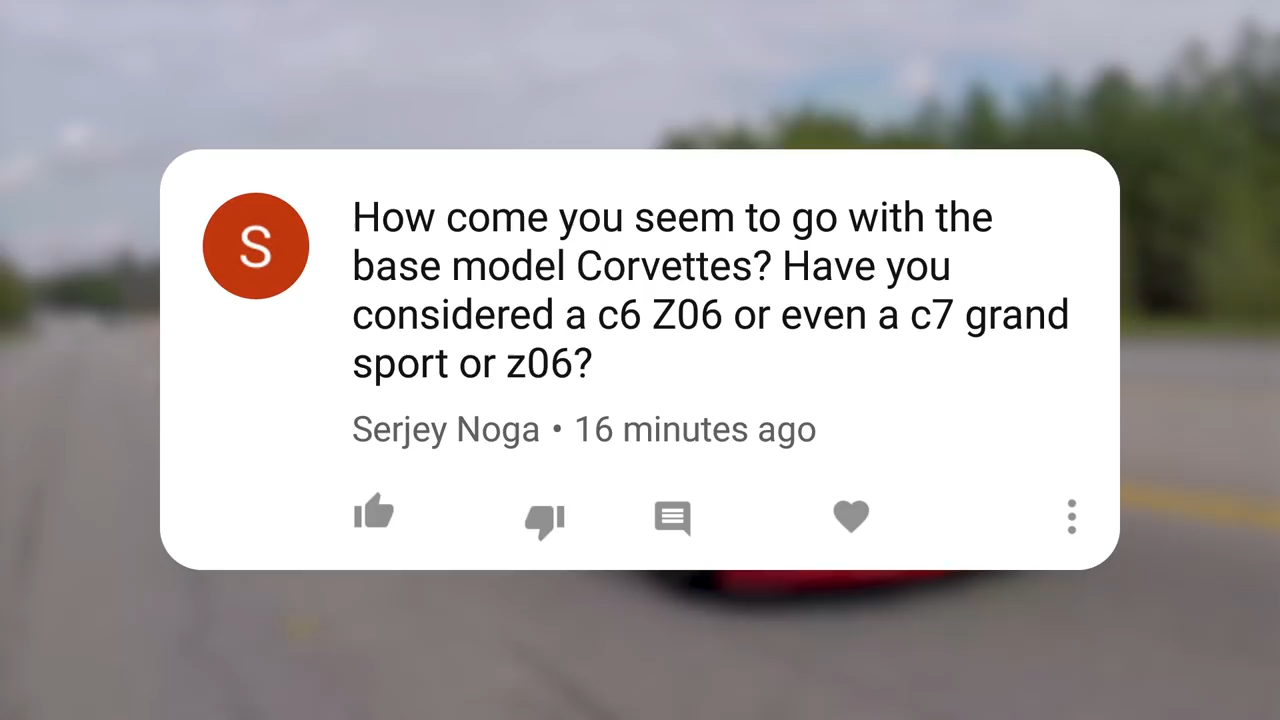 S
How come you seem to go with the
base model Corvettes? Have you
considered a c6 Z06 or even a c7 grand
sport or z06?
Serjey Noga • 16 minutes ago